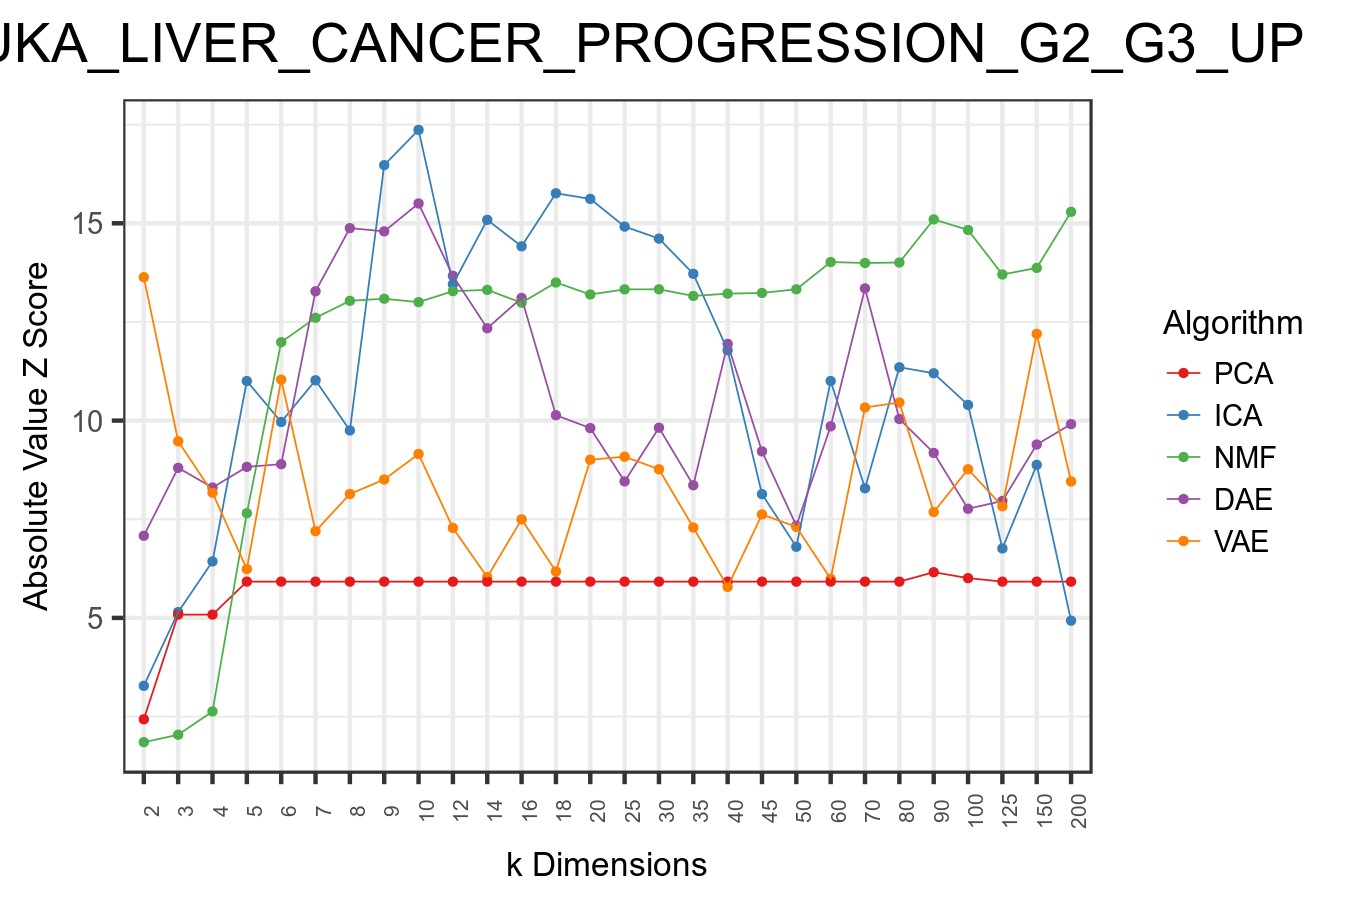 UKA_LIVER_CANCER_PROGRESSION_G2_G3_UP
Absolute Value Z Score
15
10
5
2 3 4 5 6 7 8 9 10 12 14 16 18 20 25 30 35 40 45 50 60 70 80 90 100 125 150 200
k Dimensions
Algorithm
PCA
ICA
NMF
DAE
VAE